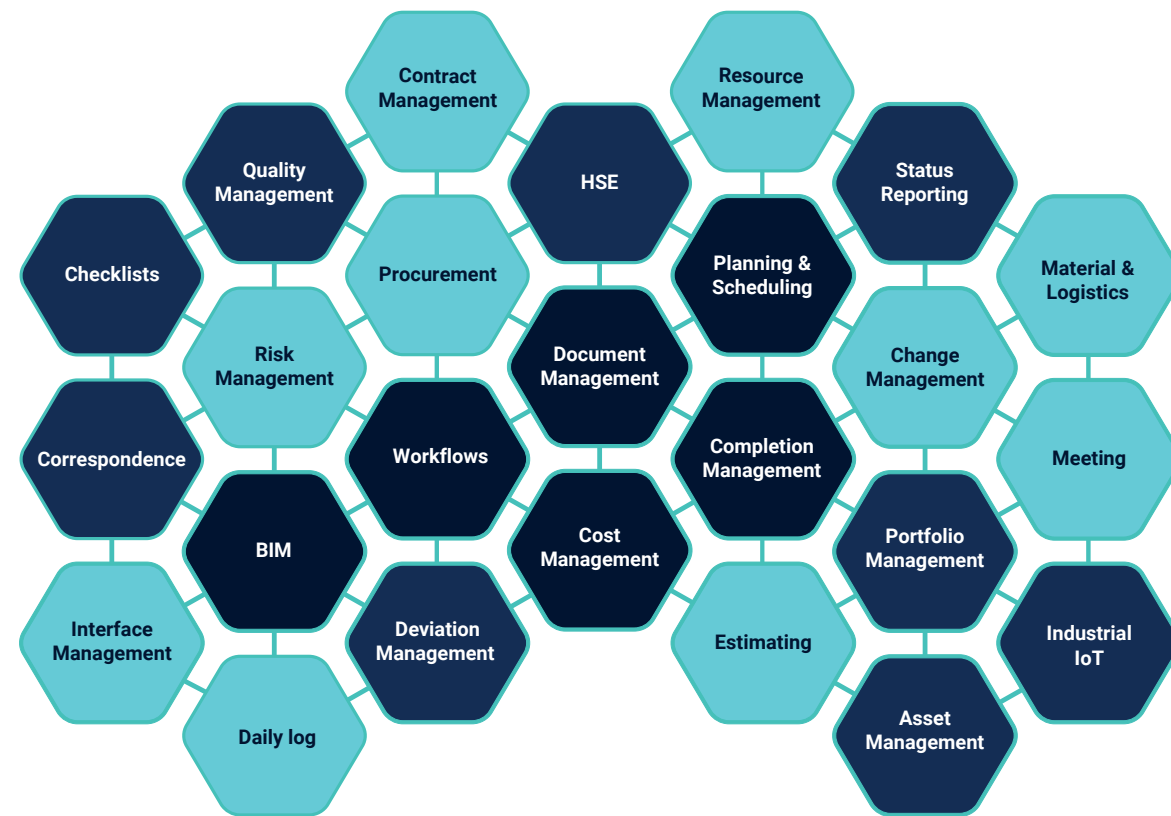 Contract
Management
Resource
Management
Quality
Management
HSE
Status
Reporting
Checklists
Procurement
Planning &
Scheduling
Material &
Logistics
Risk
Management
Document
Management
Change
Management
Correspondence
Workflows
Completion
Management
Meeting
BIM
Cost
Management
Portfolio
Management
Interface
Management
Deviation
Management
Estimating
Industrial
IoT
Daily log
Asset
Management